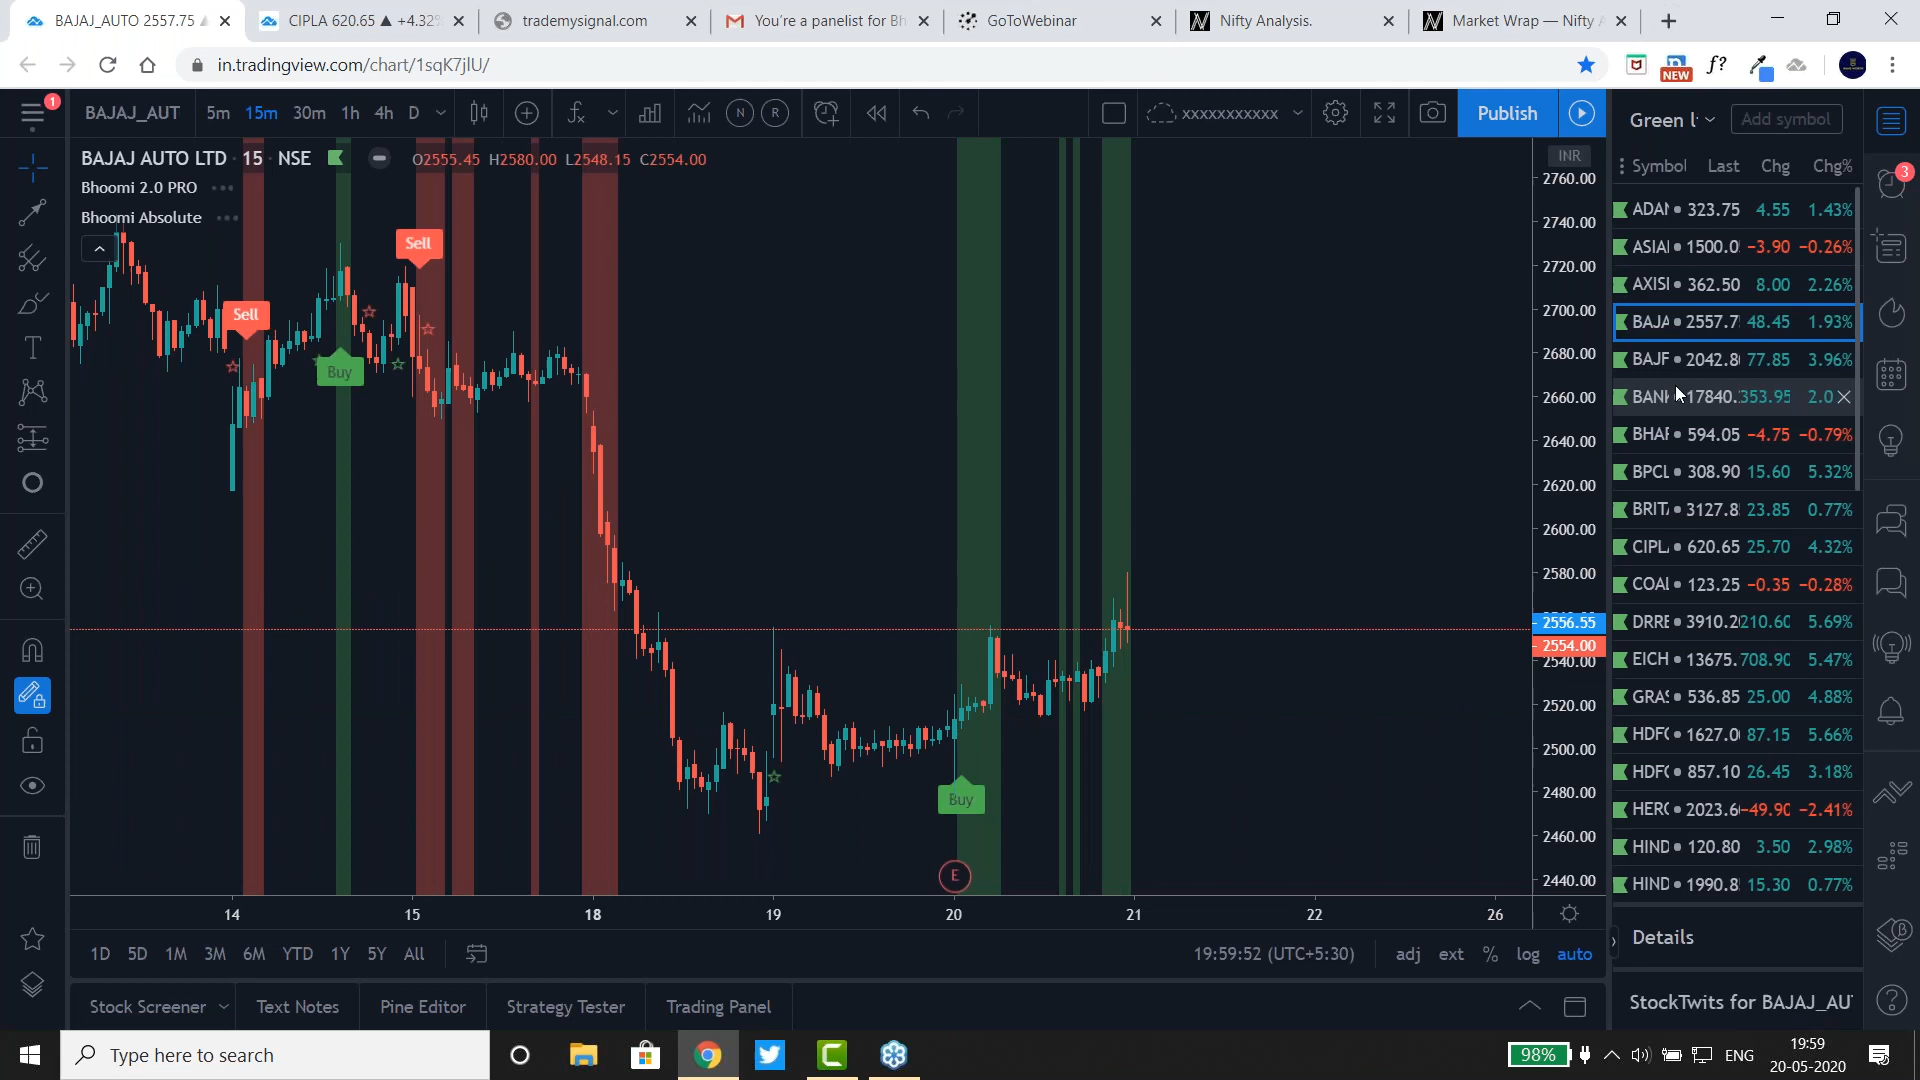 BAJAJ_AUTO 2557.75
CIPLA 620.65 ▲ +4.32%
trademysignal.com
You're a panelist for Bh
GoToWebinar
Nifty Analysis.
Market Wrap — Nifty A
in.tradingview.com/chart/1sqK7jlU/
NEW
f?
1
BAJAJ_AUT
5m 15m 30m 1h 4h D
N R
xxxxxxxxxxx
Publish
Green l
Add symbol
BAJAJ AUTO LTD 15 NSE
O2555.45 H2580.00 L2548.15 C2554.00
Bhoomi 2.0 PRO
Bhoomi Absolute
INR
Symbol Last Chg Chg%
3
ADAN 323.75 4.55 1.43%
ASIAN 1500.0 −3.90 −0.26%
AXISI 362.50 8.00 2.26%
BAJA 2557.7 48.45 1.93%
BAJF 2042.8 77.85 3.96%
BANK 17840. 353.95 2.0
BHAR 594.05 −4.75 −0.79%
BPCL 308.90 15.60 5.32%
BRIT 3127.8 23.85 0.77%
CIPL 620.65 25.70 4.32%
COAL 123.25 −0.35 −0.28%
DRRE 3910.2 210.60 5.69%
EICH 13675. 708.90 5.47%
GRAS 536.85 25.00 4.88%
HDFC 1627.0 87.15 5.66%
HDFC 857.10 26.45 3.18%
HERO 2023.6 −49.90 −2.41%
HIND 120.80 3.50 2.98%
HIND 1990.8 15.30 0.77%
Sell
Sell
Buy
Buy
E
2760.00
2740.00
2720.00
2700.00
2680.00
2660.00
2640.00
2620.00
2600.00
2580.00
2556.55
2554.00
2540.00
2520.00
2500.00
2480.00
2460.00
2440.00
14 15 18 19 20 21 22 26
1D 5D 1M 3M 6M YTD 1Y 5Y All
19:59:52 (UTC+5:30)
adj ext % log auto
Details
Stock Screener
Text Notes
Pine Editor
Strategy Tester
Trading Panel
StockTwits for BAJAJ_AU
Type here to search
98%
ENG
19:59
20-05-2020